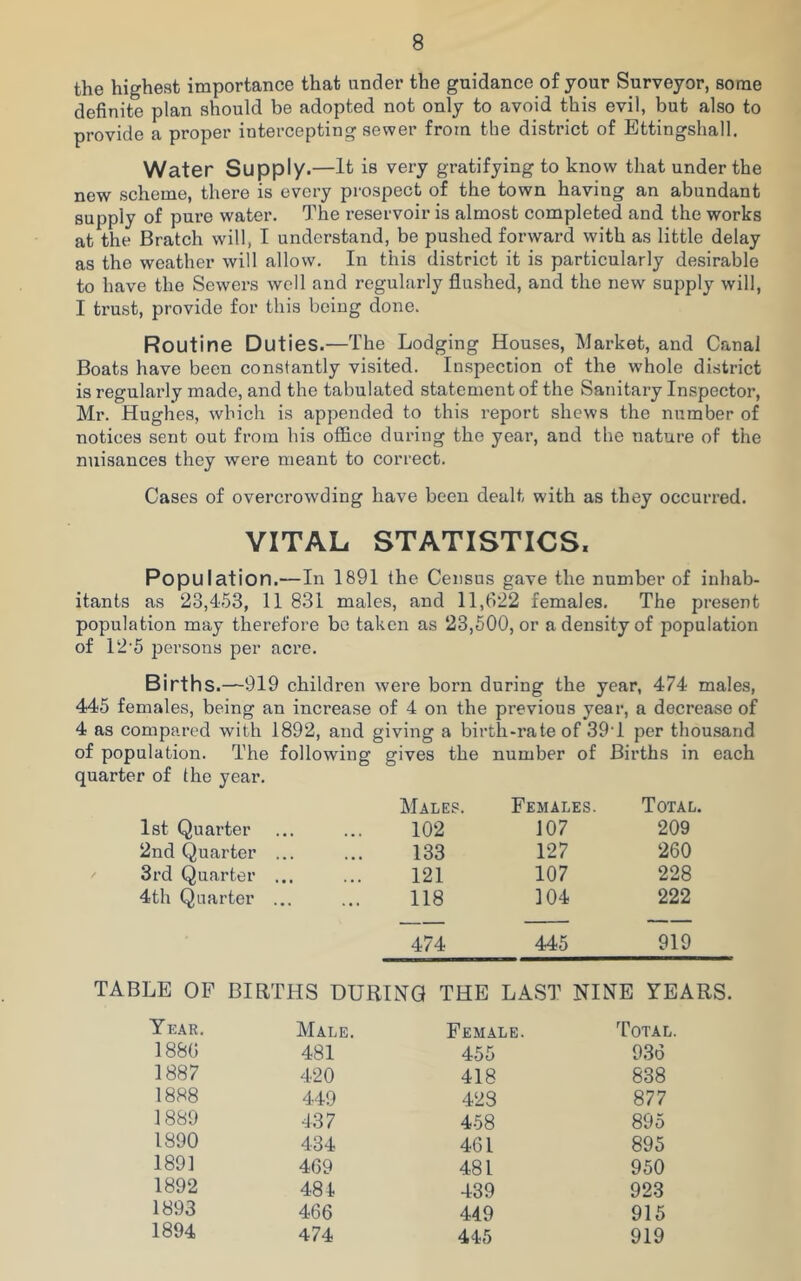 8
the highest importance that under the guidance of your Surveyor, some
definite plan should be adopted not only to avoid this evil, but also to
provide a proper intercepting sewer from the district of Ettingshall.
Water Supply.—It is very gratifying to know that under the
new scheme, there is every prospect of the town having an abundant
supply of pure water. The reservoir is almost completed and the works
at the Bratch will, I understand, be pushed forward with as little delay
as the weather will allow. In this district it is particularly desirable
to have the Sewers well and regularly flushed, and the new supply will,
I trust, provide for this being done.
Routine Duties.—The Lodging Houses, Market, and Canal
Boats have been constantly visited. Inspection of the whole district
is regularly made, and the tabulated statement of the Sanitary Inspector,
Mr. Hughes, which is appended to this report shews the number of
notices sent out from his office during the year, and the nature of the
nuisances they were meant to correct.
Cases of overcrowding have been dealt with as they occurred.
VITAL STATISTICS.
Population.—In 1891 the Census gave the number of inhab-
itants as 23,453, 11 831 males, and 11,622 females. The present
population may therefore be taken as 23,500, or a density of population
of 12·5 persons per acre.
Births.—919 children were born during the year, 474 males,
445 females, being an increase of 4 on the previous year, a decrease of
4 as compared with 1892, and giving a birth-rate of 39·1 per thousand
of population. The following gives the number of Births in each
quarter of the year.
Males. Females. Total.
1st Quarter ... ... 102 107 209
2nd Quarter ... ... 133 127 260
3rd Quarter ... ... 121 107 228
4th Quarter ... ... 118 104 222
474 445 919
TABLE OF BIRTHS DURING THE LAST NINE YEARS.
Year. Male. Female. Total.
1886 481 455 936
1887 420 418 838
1888 449 423 877
1889 437 458 895
1890 434 461 895
1891 469 481 950
1892 484 439 923
1893 466 449 915
1894 474 445 919